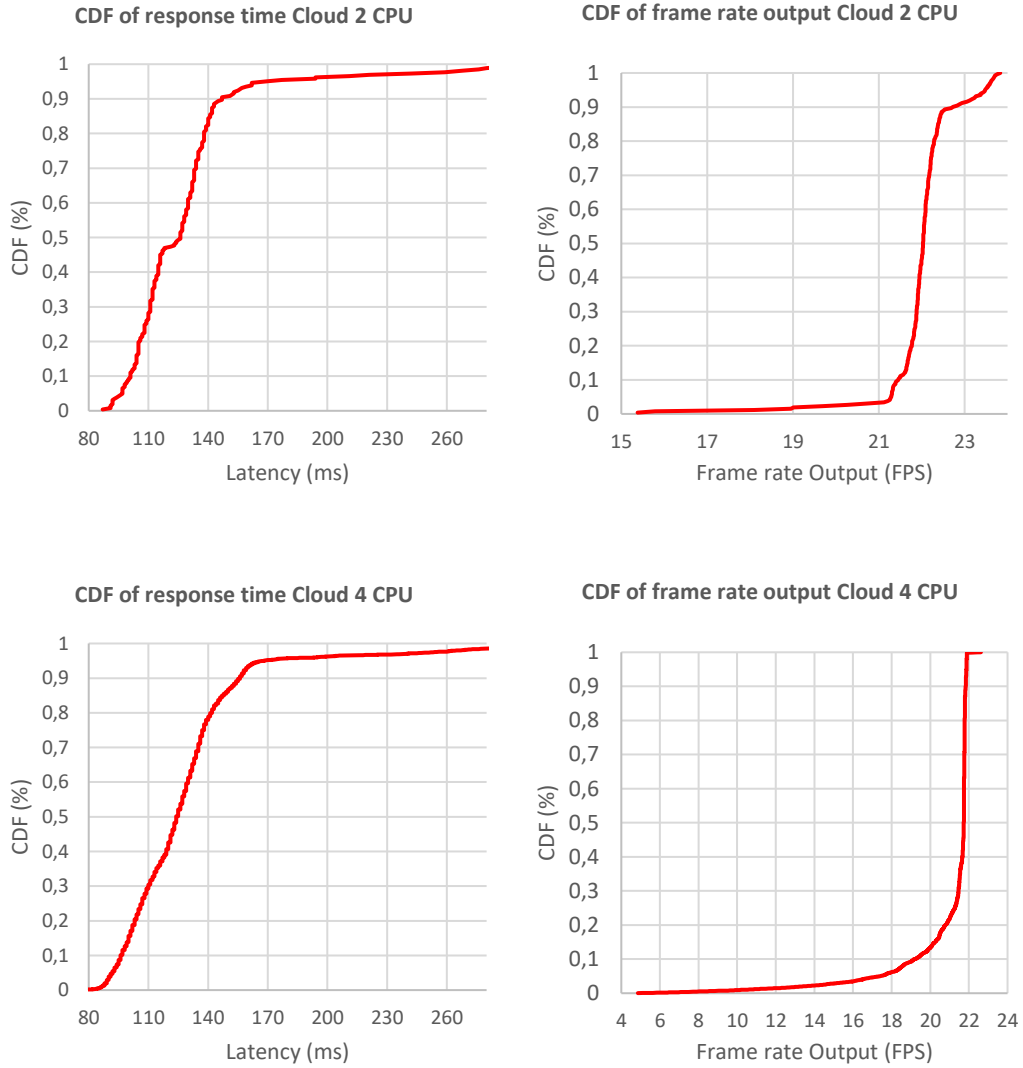 CDF of response time Cloud 2 CPU
1
0,9
0,8
0,7
0,6
0,5
0,4
0,3
0,2
0,1
0
CDF (%)
80 110 140 170 200 230 260
Latency (ms)
CDF of frame rate output Cloud 2 CPU
1
0,9
0,8
0,7
0,6
0,5
0,4
0,3
0,2
0,1
0
CDF (%)
15 17 19 21 23
Frame rate Output (FPS)
CDF of response time Cloud 4 CPU
1
0,9
0,8
0,7
0,6
0,5
0,4
0,3
0,2
0,1
0
CDF (%)
80 110 140 170 200 230 260
Latency (ms)
CDF of frame rate output Cloud 4 CPU
1
0,9
0,8
0,7
0,6
0,5
0,4
0,3
0,2
0,1
0
CDF (%)
4 6 8 10 12 14 16 18 20 22 24
Frame rate Output (FPS)